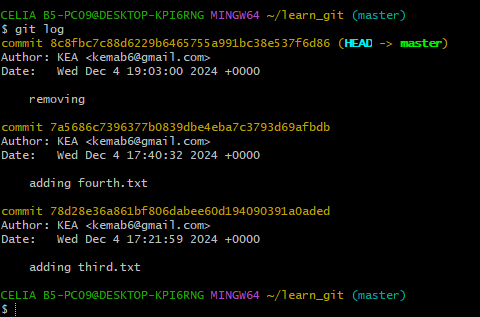 CELIA B5-PC09@DESKTOP-KPI6RNG MINGW64 ~/learn_git (master)
$ git log
commit 8c8fbc7c88d6229b6465755a991bc38e537f6d86 (HEAD -> master)
Author: KEA <kemab6@gmail.com>
Date:   Wed Dec 4 19:03:00 2024 +0000
removing
commit 7a5686c7396377b0839dbe4eba7c3793d69afbdb
Author: KEA <kemab6@gmail.com>
Date:   Wed Dec 4 17:40:32 2024 +0000
adding fourth.txt
commit 78d28e36a861bf806dabee60d194090391a0aded
Author: KEA <kemab6@gmail.com>
Date:   Wed Dec 4 17:21:59 2024 +0000
adding third.txt
CELIA B5-PC09@DESKTOP-KPI6RNG MINGW64 ~/learn_git (master)
$